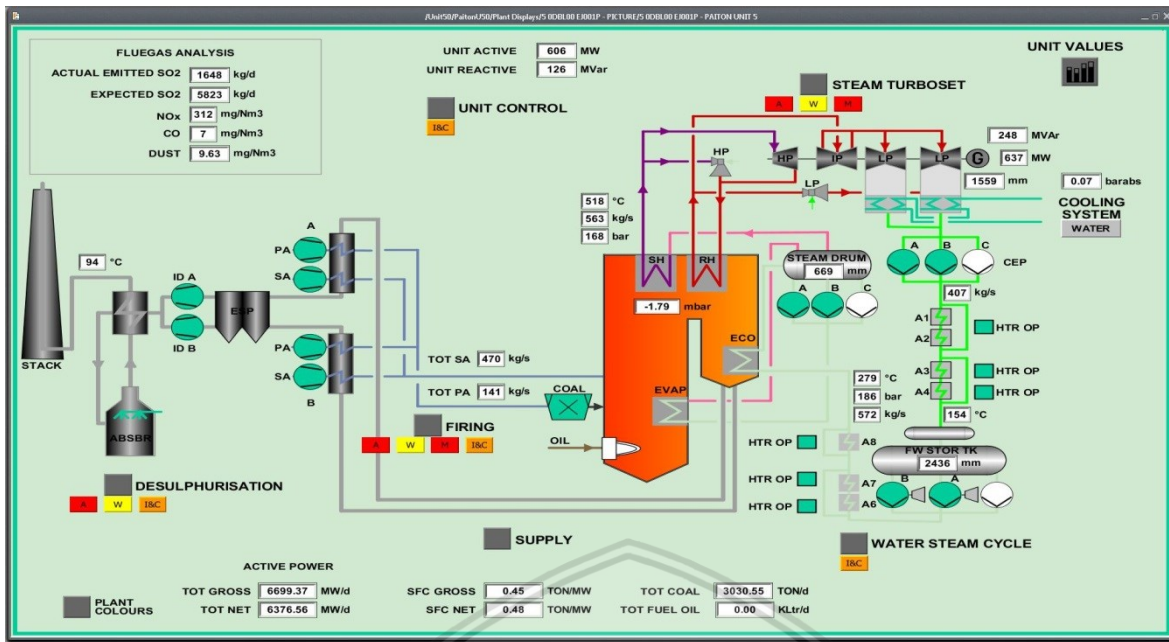 /Unit50/PaitonU50/Plant Displays/5 0DBL00 EJ001P - PICTURE/5 0DBL00 EJ001P - PAITON UNIT 5
FLUEGAS ANALYSIS
ACTUAL EMITTED SO2 1648 kg/d
EXPECTED SO2 5823 kg/d
NOx 312 mg/Nm3
CO 7 mg/Nm3
DUST 9.63 mg/Nm3
UNIT ACTIVE 606 MW
UNIT REACTIVE 126 MVar
UNIT CONTROL
I&C
UNIT VALUES
STEAM TURBOSET
A W M
HP HP IP LP LP G
248 MVAr
637 MW
1559 mm
0.07 barabs
COOLING SYSTEM
WATER
LP
518 °C
563 kg/s
168 bar
SH RH
-1.79 mbar
STEAM DRUM
669 mm
A B C
A B C CEP
407 kg/s
A1
A2
HTR OP
A3
A4
HTR OP
HTR OP
154 °C
ECO
EVAP
279 °C
186 bar
572 kg/s
94 °C
STACK
ID A
ID B
ESP
A
PA
SA
PA
SA
B
ABSBR
TOT SA 470 kg/s
TOT PA 141 kg/s
COAL
OIL
FIRING
A W M I&C
DESULPHURISATION
A W I&C
HTR OP A8
HTR OP A7
HTR OP A6
FW STOR TK
2436 mm
B A
SUPPLY
WATER STEAM CYCLE
I&C
PLANT COLOURS
ACTIVE POWER
TOT GROSS 6699.37 MW/d
TOT NET 6376.56 MW/d
SFC GROSS 0.45 TON/MW
SFC NET 0.48 TON/MW
TOT COAL 3030.55 TON/d
TOT FUEL OIL 0.00 KLtr/d